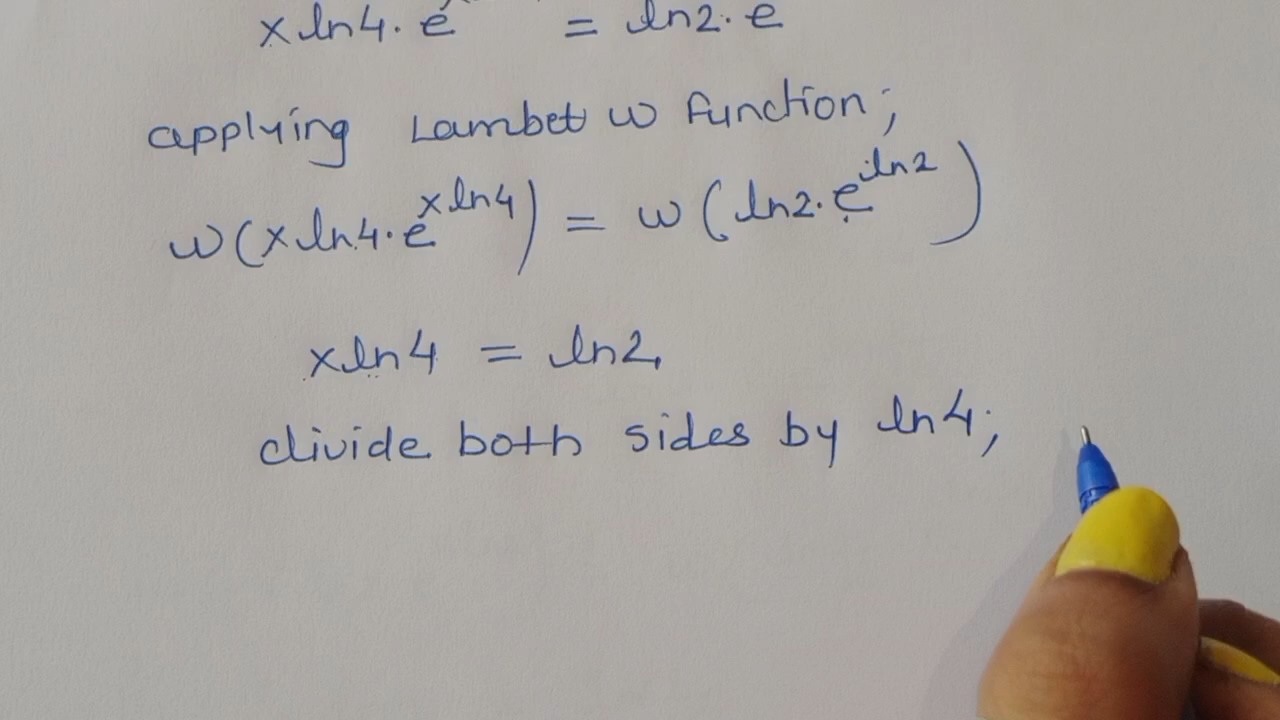 x ln4. e^x = ln2. e
applying Lambet w function;
w(x ln4. e^{x ln4}) = w(ln2. e^{ln2})
x ln4 = ln2,
divide both sides by ln4;